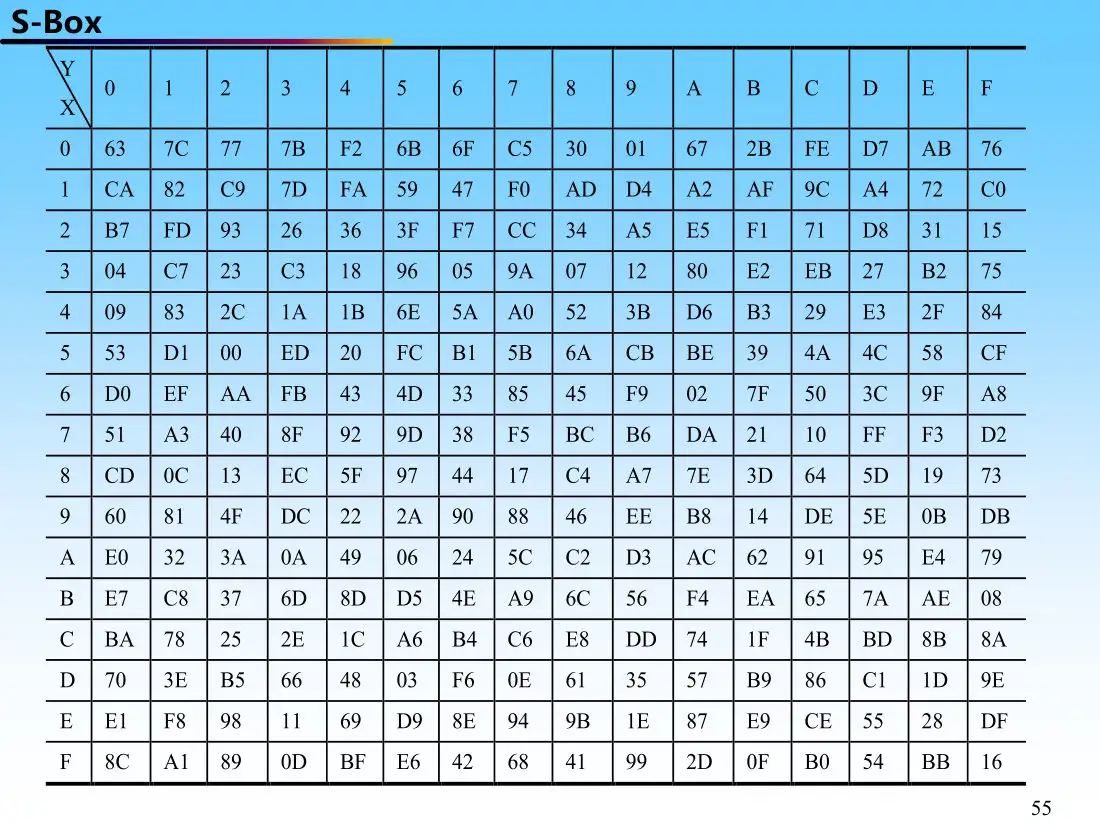 S-Box
Y
X 0 1 2 3 4 5 6 7 8 9 A B C D E F
0 63 7C 77 7B F2 6B 6F C5 30 01 67 2B FE D7 AB 76
1 CA 82 C9 7D FA 59 47 F0 AD D4 A2 AF 9C A4 72 C0
2 B7 FD 93 26 36 3F F7 CC 34 A5 E5 F1 71 D8 31 15
3 04 C7 23 C3 18 96 05 9A 07 12 80 E2 EB 27 B2 75
4 09 83 2C 1A 1B 6E 5A A0 52 3B D6 B3 29 E3 2F 84
5 53 D1 00 ED 20 FC B1 5B 6A CB BE 39 4A 4C 58 CF
6 D0 EF AA FB 43 4D 33 85 45 F9 02 7F 50 3C 9F A8
7 51 A3 40 8F 92 9D 38 F5 BC B6 DA 21 10 FF F3 D2
8 CD 0C 13 EC 5F 97 44 17 C4 A7 7E 3D 64 5D 19 73
9 60 81 4F DC 22 2A 90 88 46 EE B8 14 DE 5E 0B DB
A E0 32 3A 0A 49 06 24 5C C2 D3 AC 62 91 95 E4 79
B E7 C8 37 6D 8D D5 4E A9 6C 56 F4 EA 65 7A AE 08
C BA 78 25 2E 1C A6 B4 C6 E8 DD 74 1F 4B BD 8B 8A
D 70 3E B5 66 48 03 F6 0E 61 35 57 B9 86 C1 1D 9E
E E1 F8 98 11 69 D9 8E 94 9B 1E 87 E9 CE 55 28 DF
F 8C A1 89 0D BF E6 42 68 41 99 2D 0F B0 54 BB 16
55